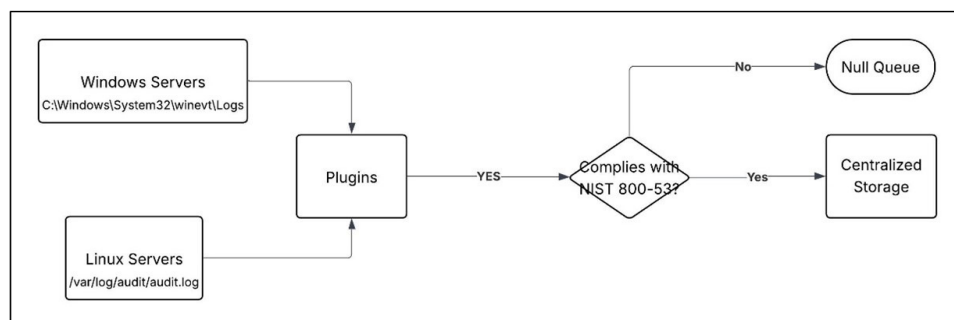 Windows Servers
C:\Windows\System32\winevt\Logs
Linux Servers
/var/log/audit/audit.log
Plugins
YES
Complies with
NIST 800-53?
No
Null Queue
Yes
Centralized
Storage